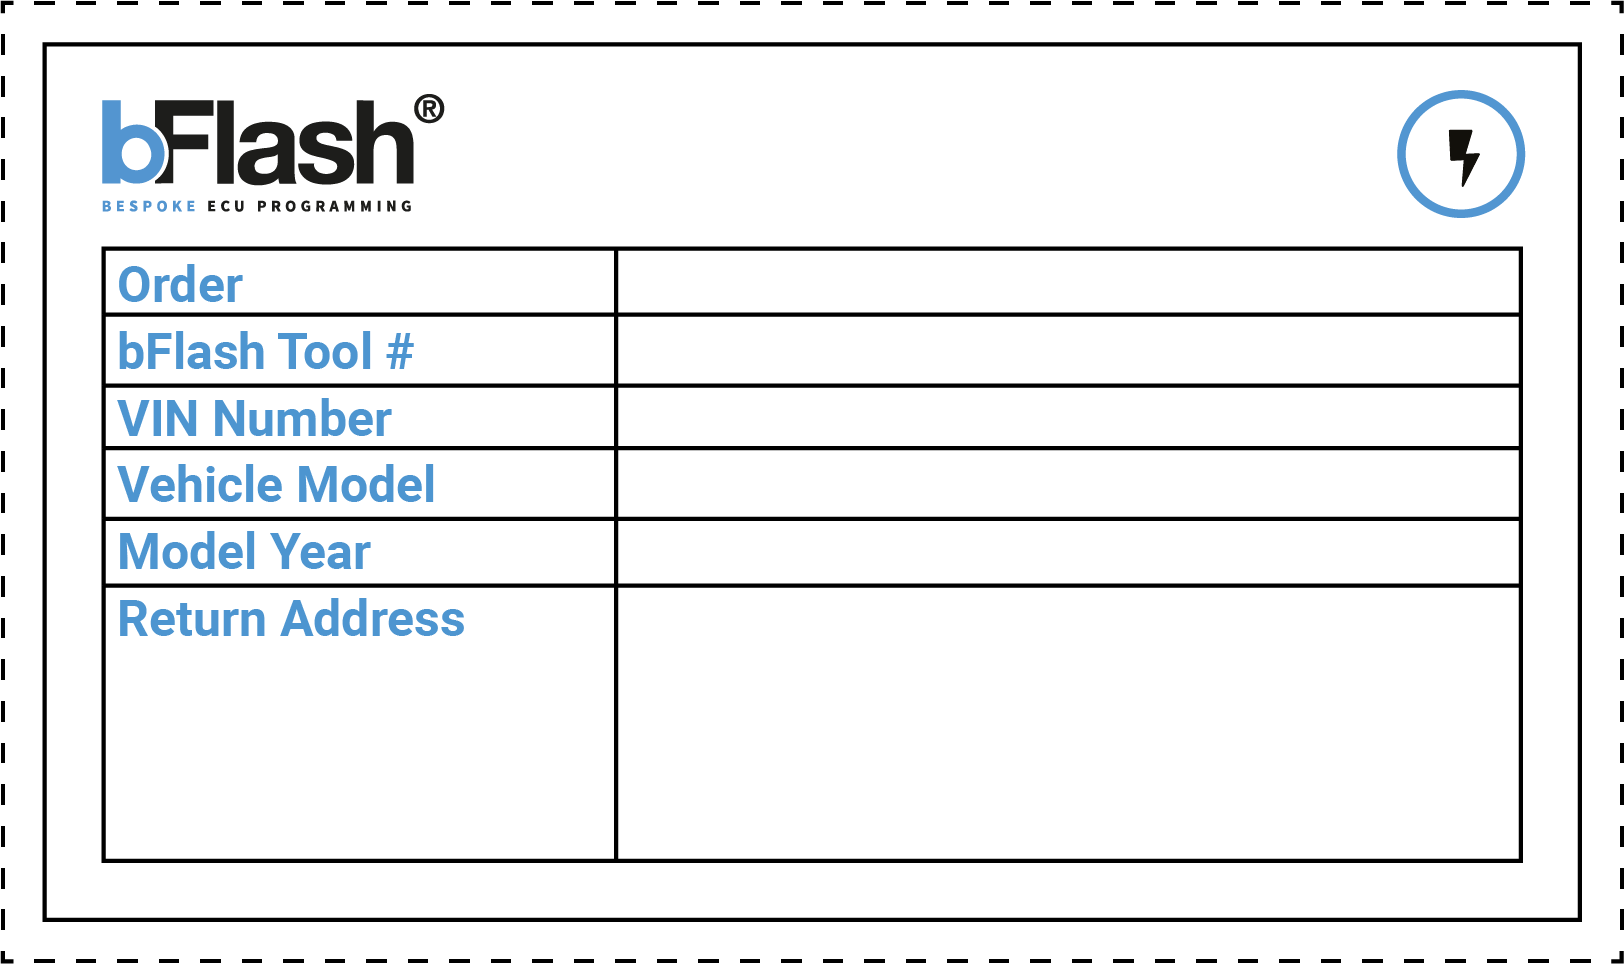 bFlash®
BESPOKE ECU PROGRAMMING
Order
bFlash Tool #
VIN Number
Vehicle Model
Model Year
Return Address